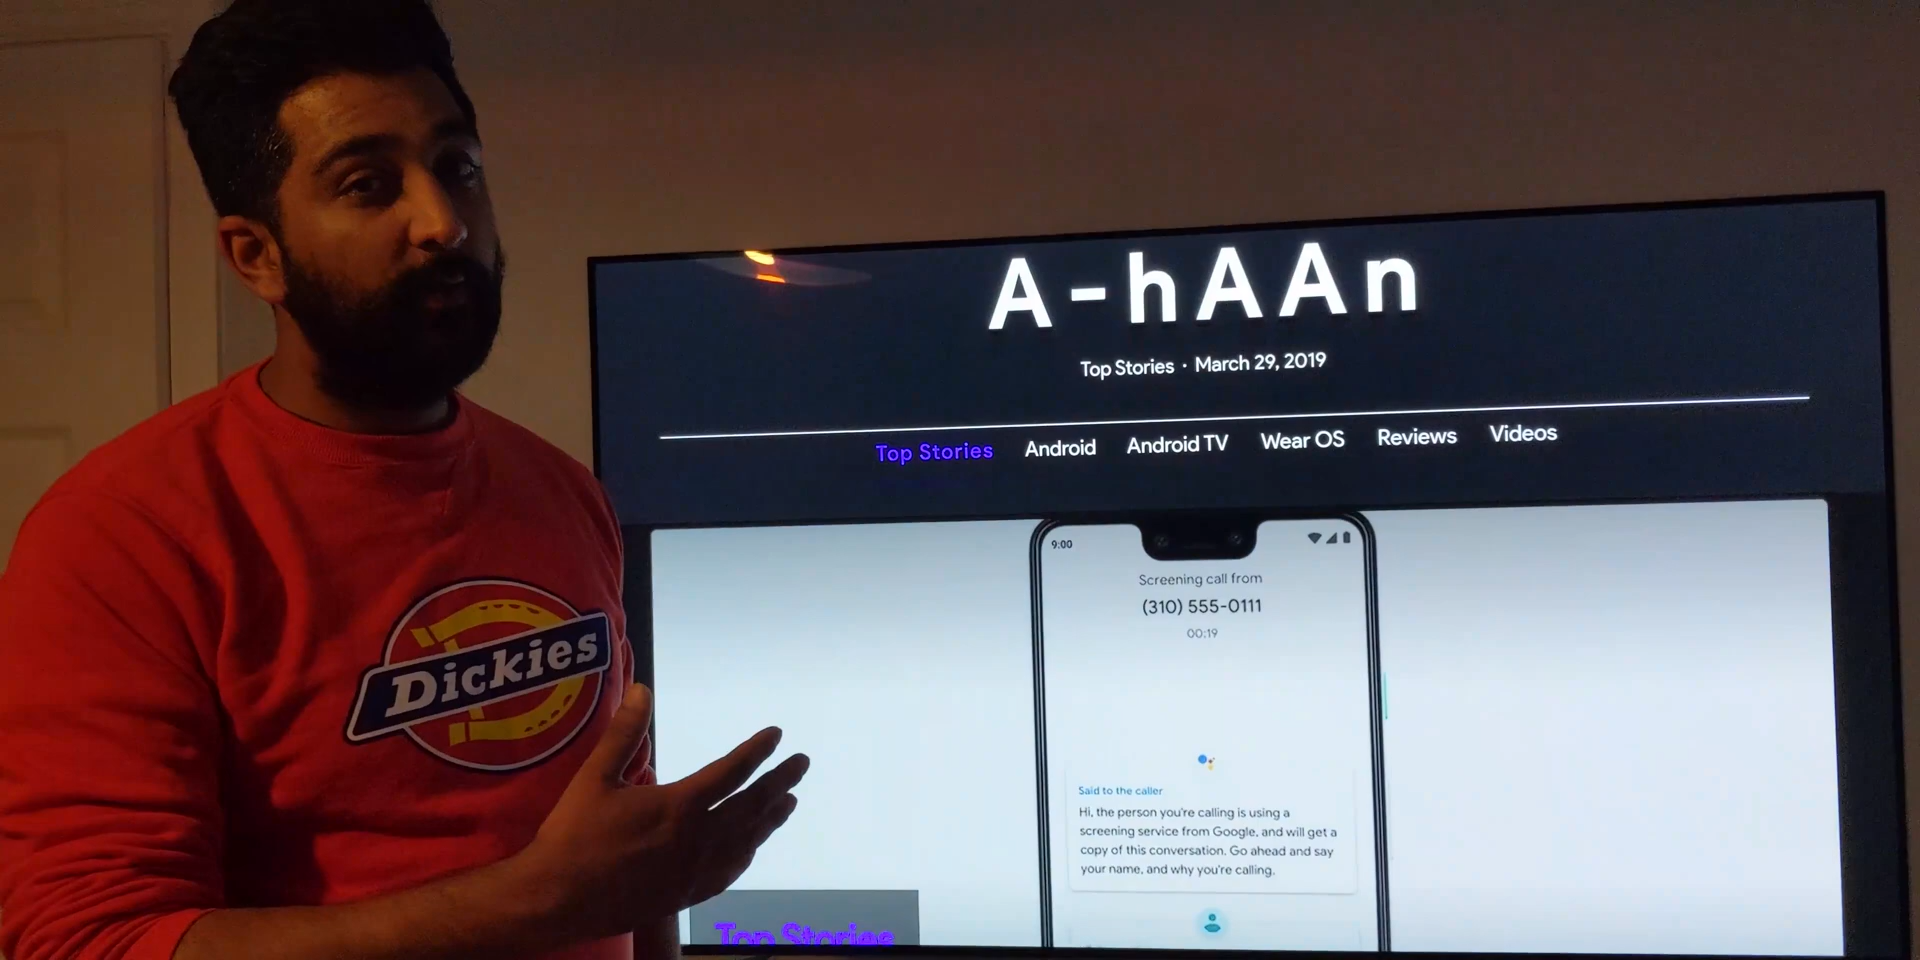 A-hAAn
Top Stories · March 29, 2019
Top Stories Android Android TV Wear OS Reviews Videos
9:00
Screening call from
(310) 555-0111
00:19
Said to the caller
Hi, the person you're calling is using a
screening service from Google, and will get a
copy of this conversation. Go ahead and say
your name, and why you're calling.
Top Stories
Dickies